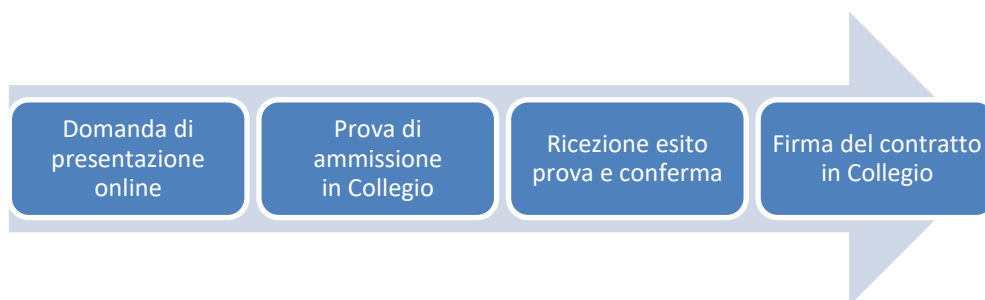 Domanda di
presentazione
online
Prova di
ammissione
in Collegio
Ricezione esito
prova e conferma
Firma del contratto
in Collegio